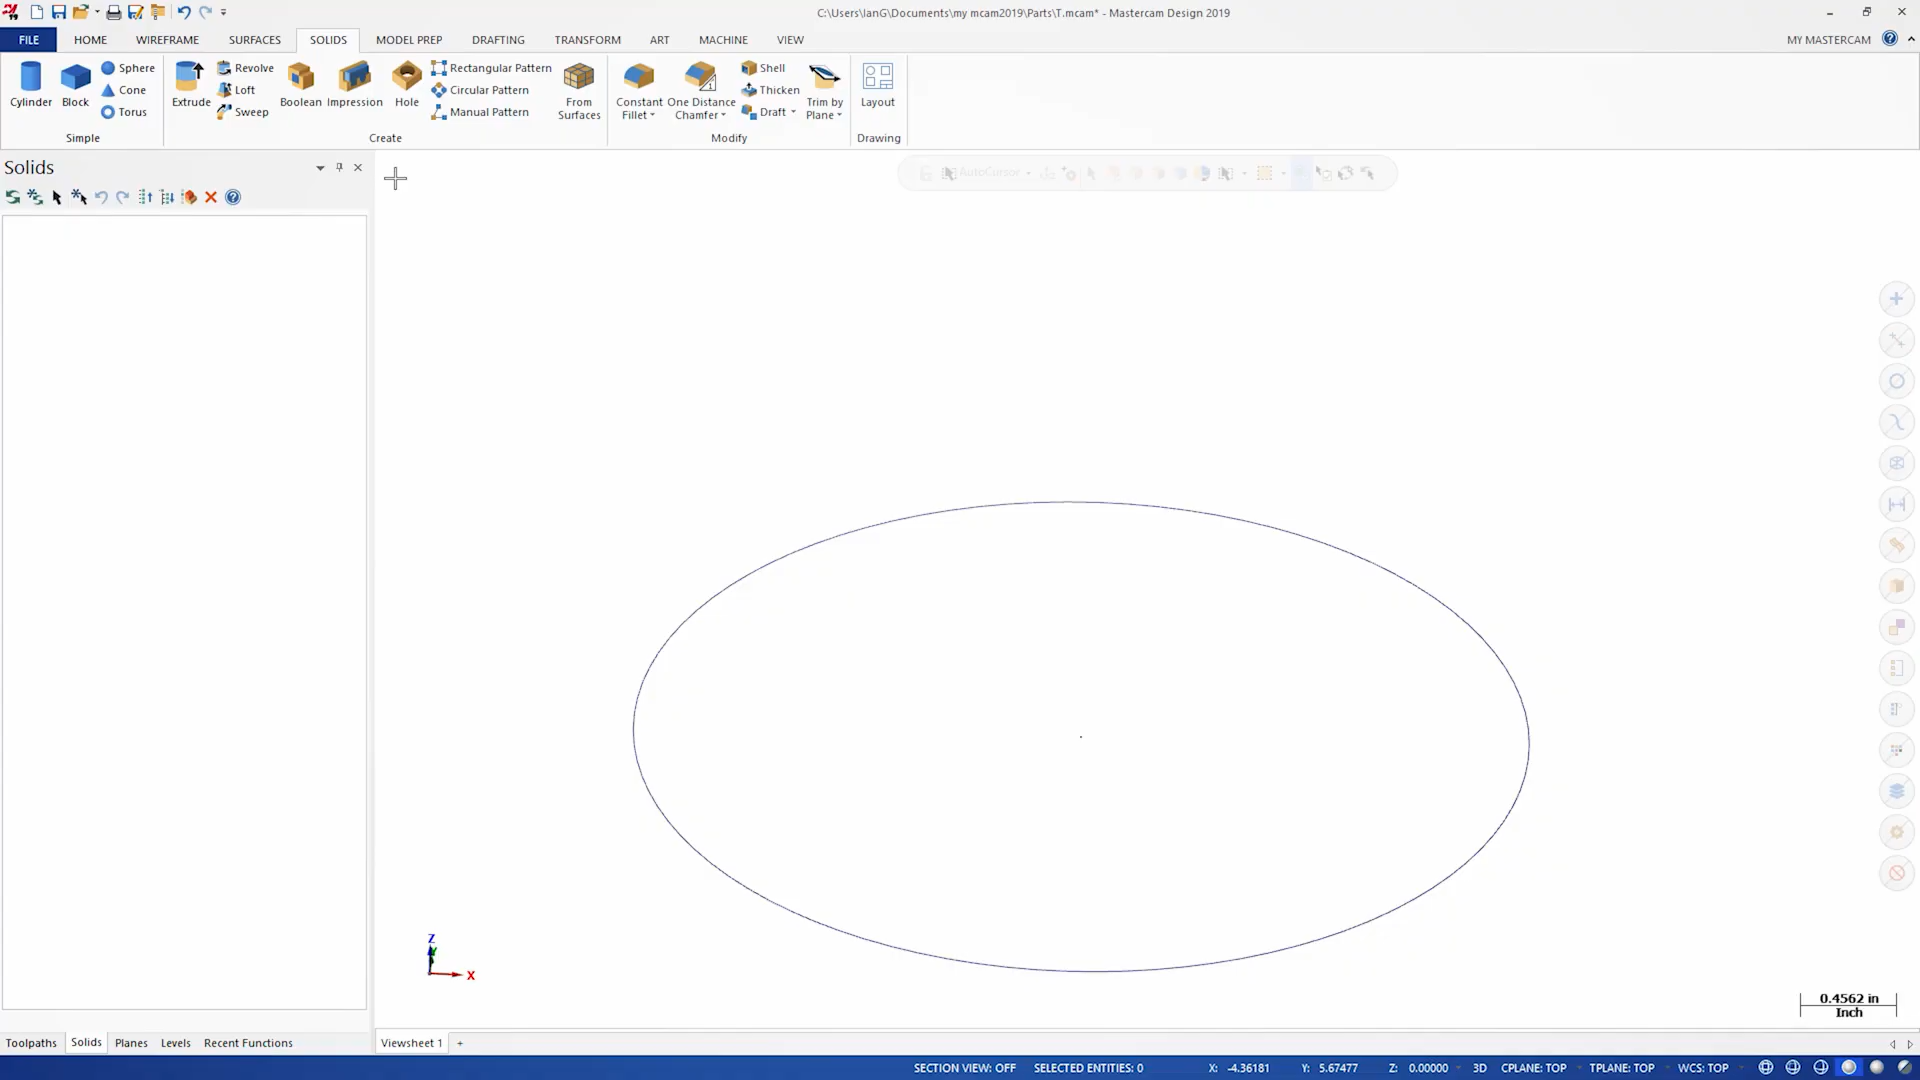 C:\Users\IanG\Documents\my mcam2019\Parts\T.mcam* - Mastercam Design 2019
FILE HOME WIREFRAME SURFACES SOLIDS MODEL PREP DRAFTING TRANSFORM ART MACHINE VIEW MY MASTERCAM
Cylinder Block Sphere Cone Torus
Simple
Extrude Revolve Loft Sweep Boolean Impression Hole Rectangular Pattern Circular Pattern Manual Pattern From Surfaces
Create
Constant Fillet One Distance Chamfer Shell Thicken Draft Trim by Plane
Modify
Layout
Drawing
Solids
AutoCursor
Z
X
0.4562 in
Inch
Toolpaths Solids Planes Levels Recent Functions Viewsheet 1 +
SECTION VIEW: OFF SELECTED ENTITIES: 0 X: -4.36181 Y: 5.67477 Z: 0.00000 3D CPLANE: TOP TPLANE: TOP WCS: TOP